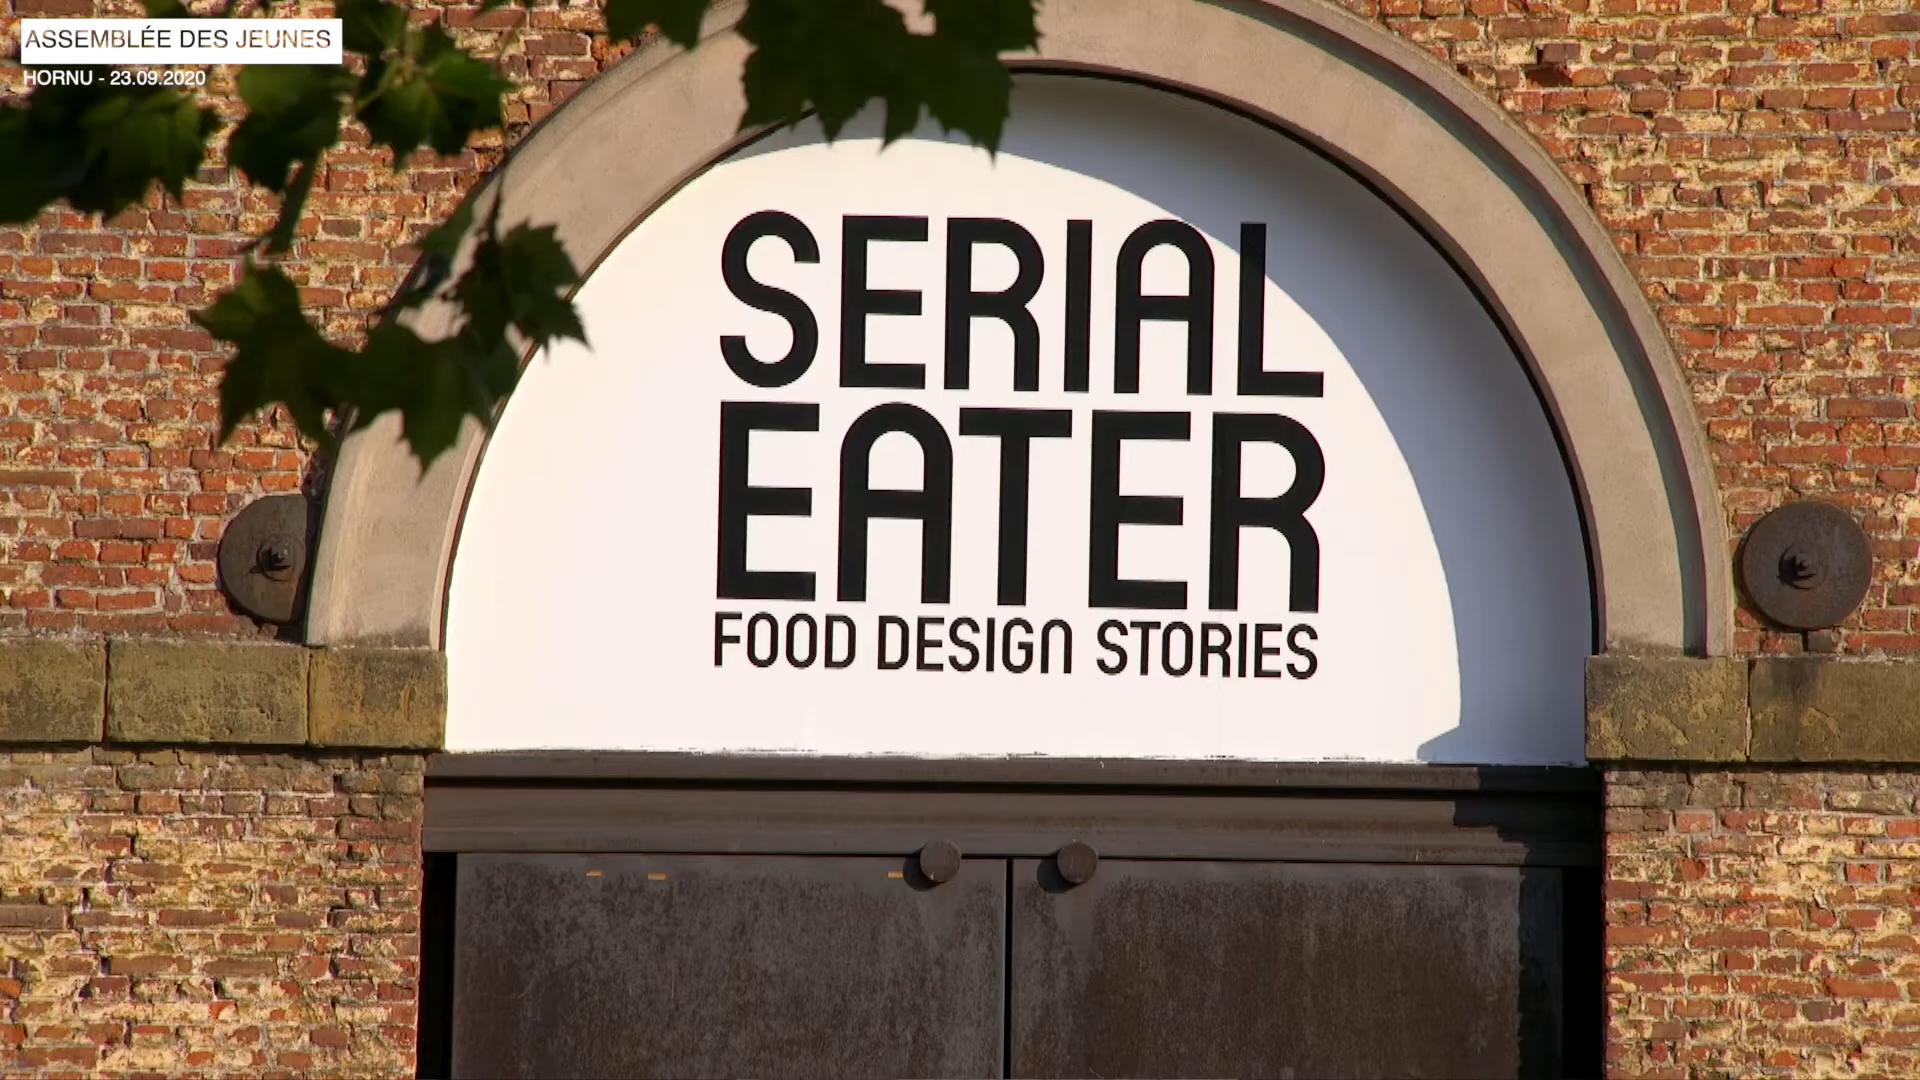 ASSEMBLÉE DES JEUNES
HORNU - 23.09.2020
SERIAL
EATER
FOOD DESIGN STORIES